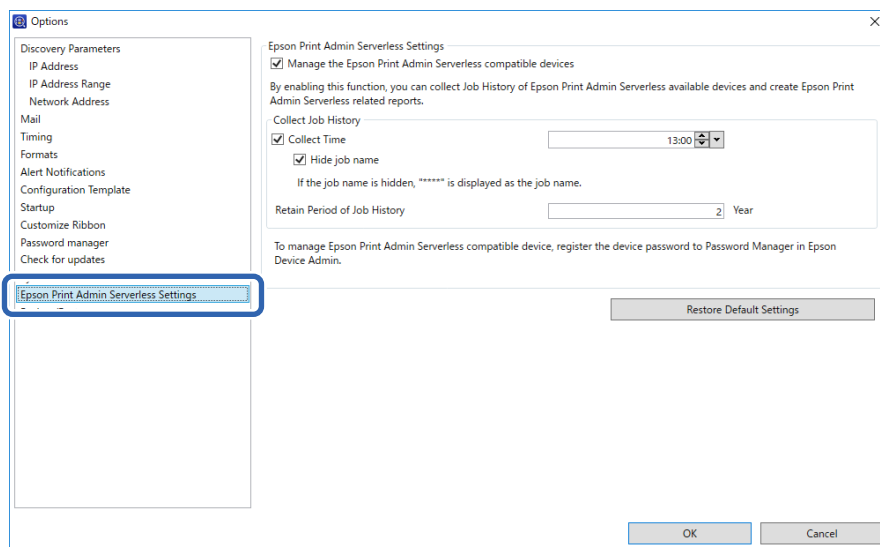 Options
Discovery Parameters
IP Address
IP Address Range
Network Address
Mail
Timing
Formats
Alert Notifications
Configuration Template
Startup
Customize Ribbon
Password manager
Check for updates
Epson Print Admin Serverless Settings
Epson Print Admin Serverless Settings
Manage the Epson Print Admin Serverless compatible devices
By enabling this function, you can collect Job History of Epson Print Admin Serverless available devices and create Epson Print
Admin Serverless related reports.
Collect Job History
Collect Time 13:00
Hide job name
If the job name is hidden, "*****" is displayed as the job name.
Retain Period of Job History 2 Year
To manage Epson Print Admin Serverless compatible device, register the device password to Password Manager in Epson
Device Admin.
Restore Default Settings
OK Cancel